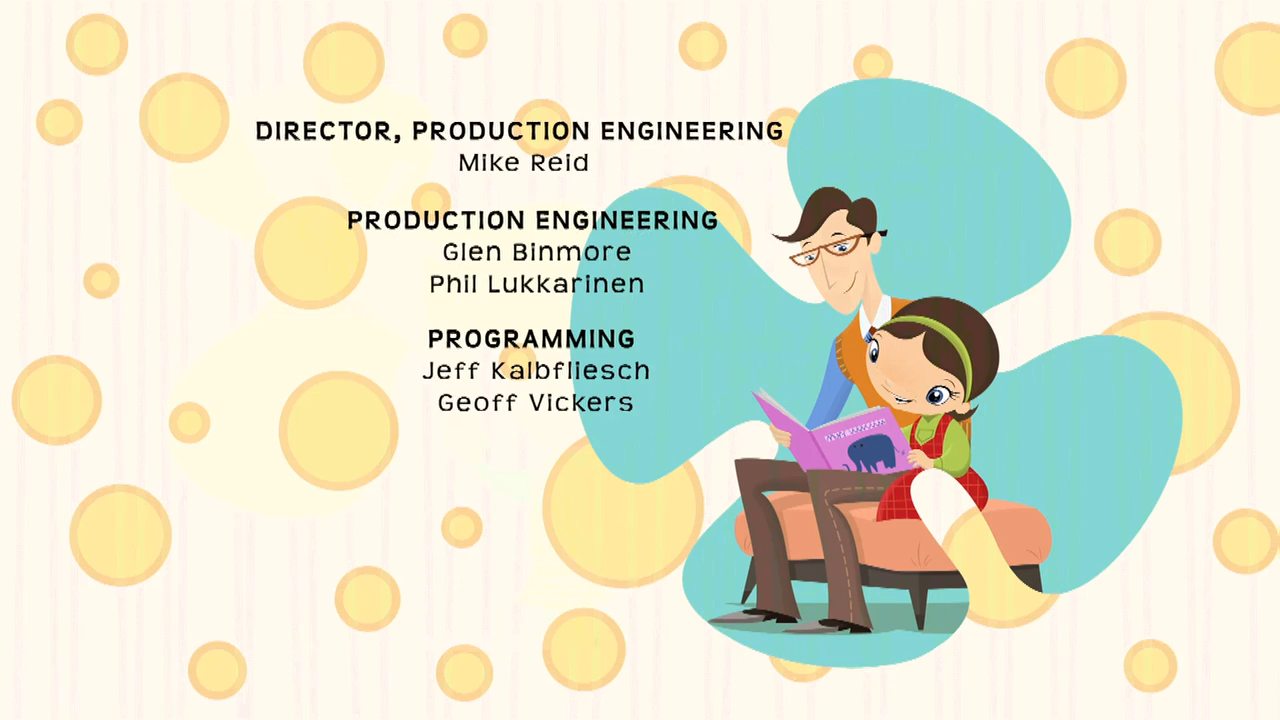 DIRECTOR, PRODUCTION ENGINEERING
Mike Reid
PRODUCTION ENGINEERING
Glen Binmore
Phil Lukkarinen
PROGRAMMING
Jeff Kalbfliesch
Geoff Vickers